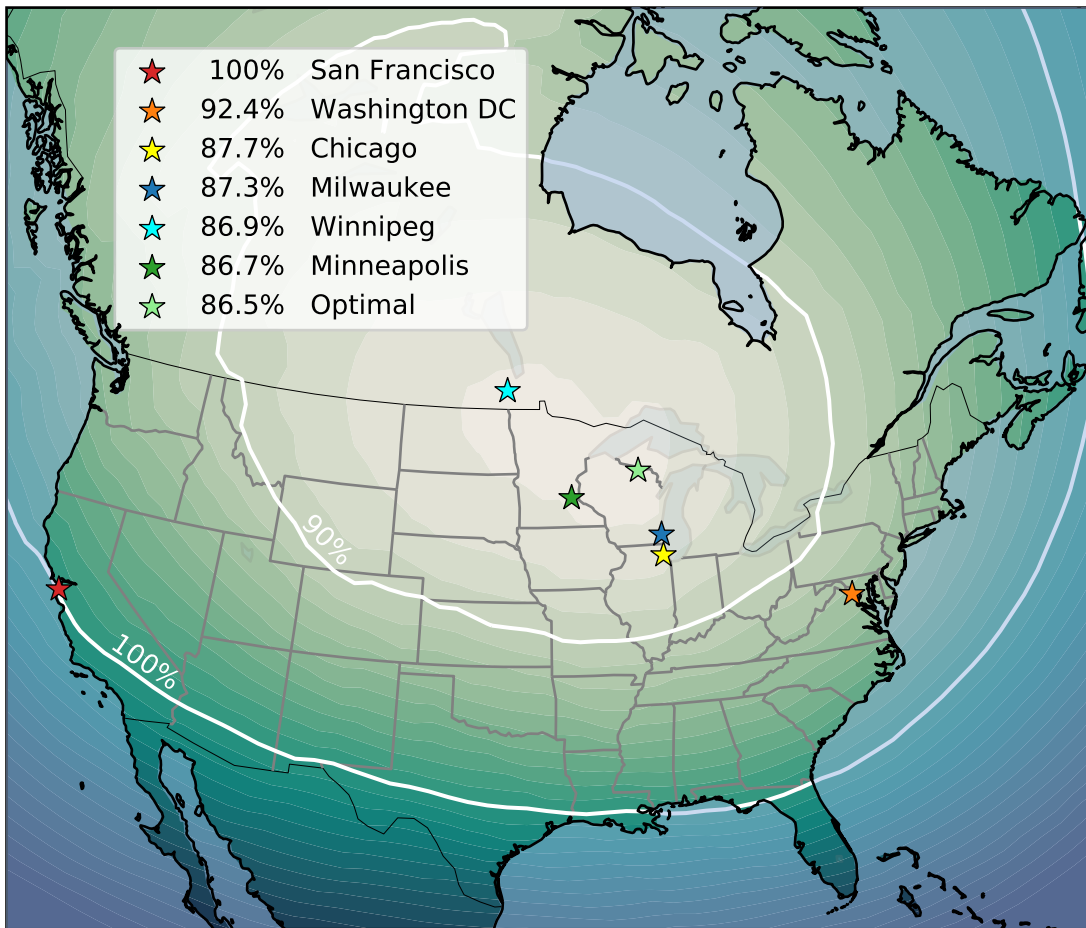 100% San Francisco
92.4% Washington DC
87.7% Chicago
87.3% Milwaukee
86.9% Winnipeg
86.7% Minneapolis
86.5% Optimal
90%
100%